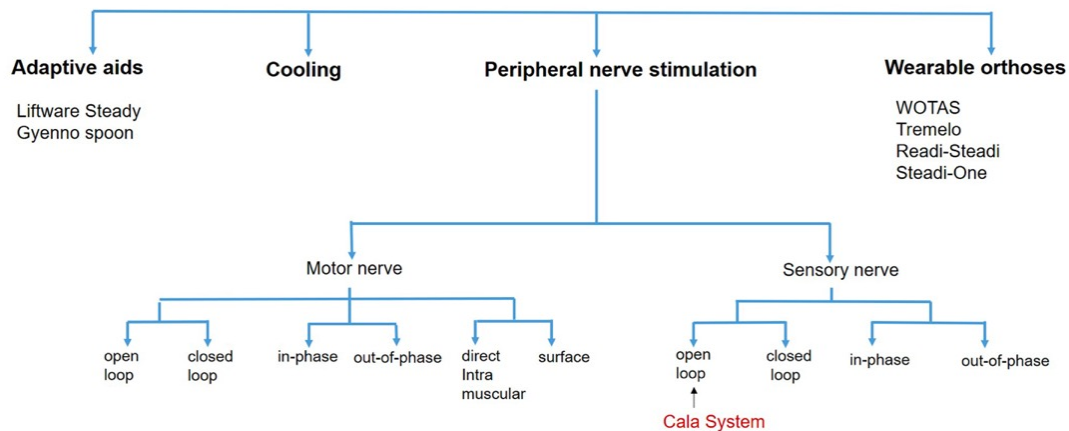 Adaptive aids
Cooling
Peripheral nerve stimulation
Wearable orthoses
Liftware Steady
Gyenno spoon
WOTAS
Tremelo
Readi-Steadi
Steadi-One
Motor nerve
Sensory nerve
open
loop
closed
loop
in-phase
out-of-phase
direct
Intra
muscular
surface
open
loop
closed
loop
in-phase
out-of-phase
Cala System